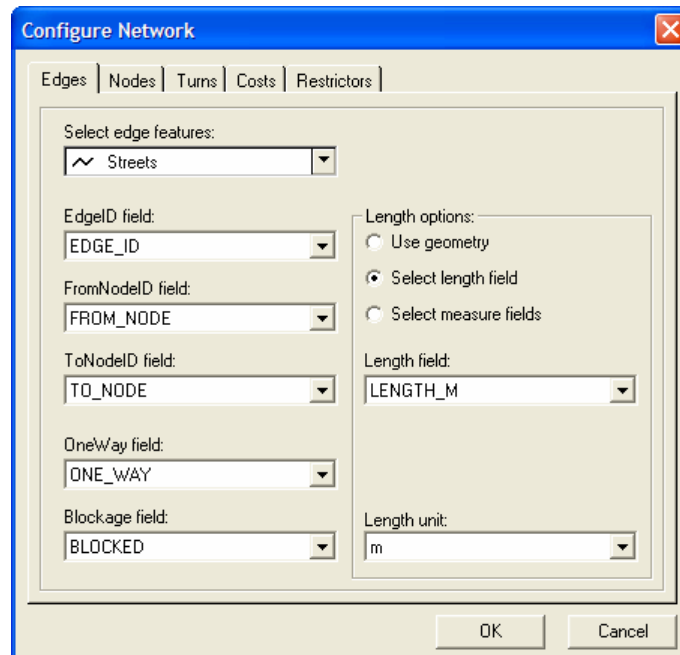 Configure Network
Edges Nodes Turns Costs Restrictors
Select edge features:
Streets
EdgeID field:
EDGE_ID
FromNodeID field:
FROM_NODE
ToNodeID field:
TO_NODE
OneWay field:
ONE_WAY
Blockage field:
BLOCKED
Length options:
Use geometry
Select length field
Select measure fields
Length field:
LENGTH_M
Length unit:
m
OK Cancel